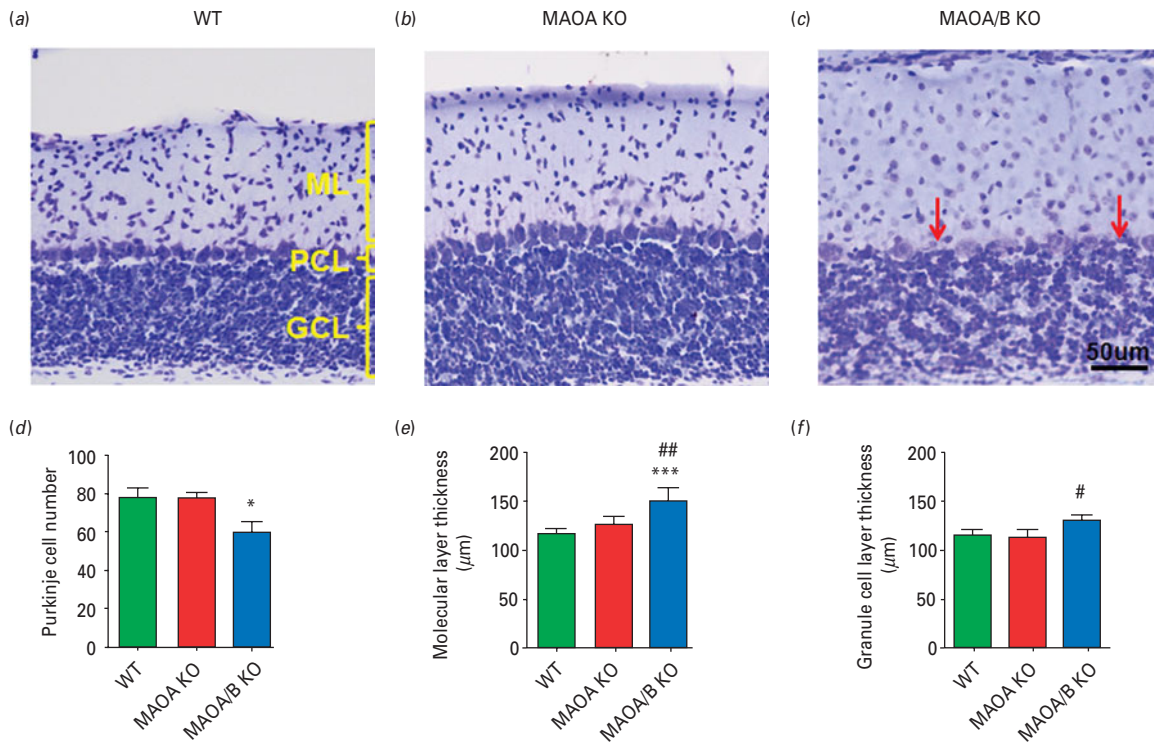 (a) WT
(b) MAOA KO
(c) MAOA/B KO
ML
PCL
GCL
50um
(d)
Purkinje cell number
100
80
60
40
20
0
*
WT
MAOA KO
MAOA/B KO
(e)
Molecular layer thickness
(μm)
200
150
100
50
0
##
***
WT
MAOA KO
MAOA/B KO
(f)
Granule cell layer thickness
(μm)
200
150
100
50
0
#
WT
MAOA KO
MAOA/B KO